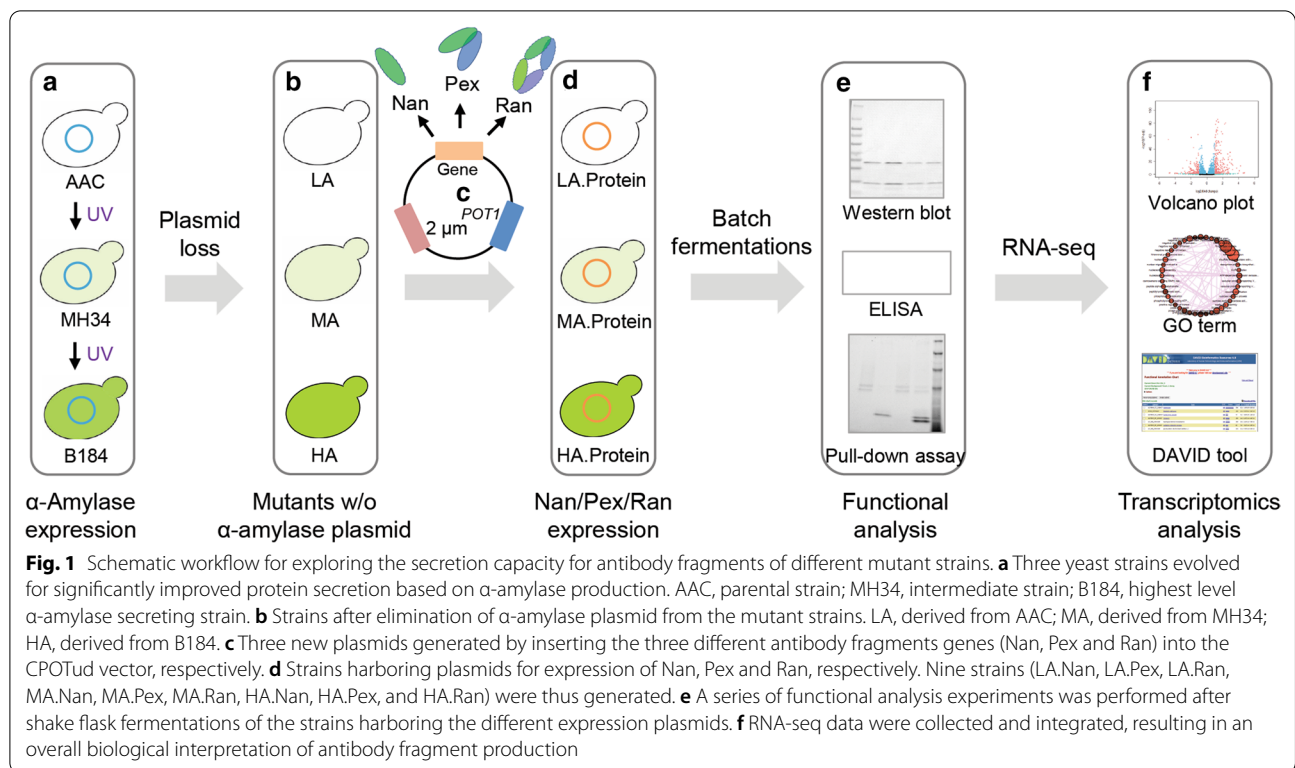 a
AAC
UV
MH34
UV
B184
α-Amylase
expression
Plasmid
loss
b
LA
MA
HA
Mutants w/o
α-amylase plasmid
Nan
Pex
Ran
Gene
c
POT1
2 µm
d
LA.Protein
MA.Protein
HA.Protein
Nan/Pex/Ran
expression
Batch
fermentations
e
Western blot
ELISA
Pull-down assay
Functional
analysis
RNA-seq
f
Volcano plot
GO term
DAVID tool
Transcriptomics
analysis
Fig. 1 Schematic workflow for exploring the secretion capacity for antibody fragments of different mutant strains. a Three yeast strains evolved
for significantly improved protein secretion based on α-amylase production. AAC, parental strain; MH34, intermediate strain; B184, highest level
α-amylase secreting strain. b Strains after elimination of α-amylase plasmid from the mutant strains. LA, derived from AAC; MA, derived from MH34;
HA, derived from B184. c Three new plasmids generated by inserting the three different antibody fragments genes (Nan, Pex and Ran) into the
CPOTud vector, respectively. d Strains harboring plasmids for expression of Nan, Pex and Ran, respectively. Nine strains (LA.Nan, LA.Pex, LA.Ran,
MA.Nan, MA.Pex, MA.Ran, HA.Nan, HA.Pex, and HA.Ran) were thus generated. e A series of functional analysis experiments was performed after
shake flask fermentations of the strains harboring the different expression plasmids. f RNA-seq data were collected and integrated, resulting in an
overall biological interpretation of antibody fragment production